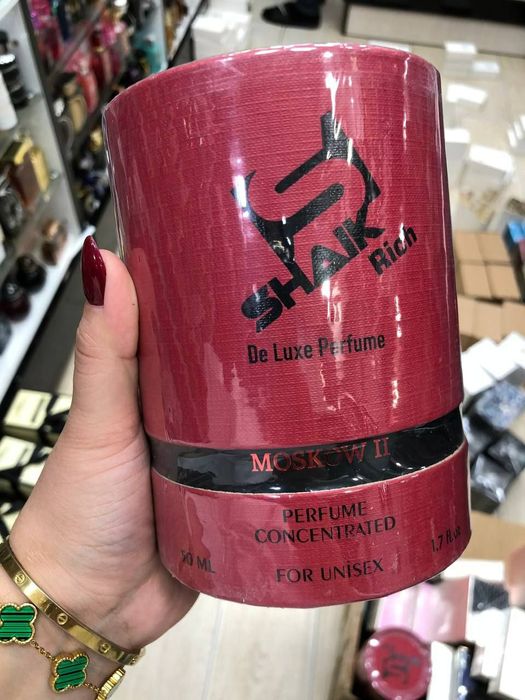 SHAIK
Rich
De Luxe Perfume
MOSKOW II
PERFUME
CONCENTRATED
50 ML
1.7 fl.oz
FOR UNISEX